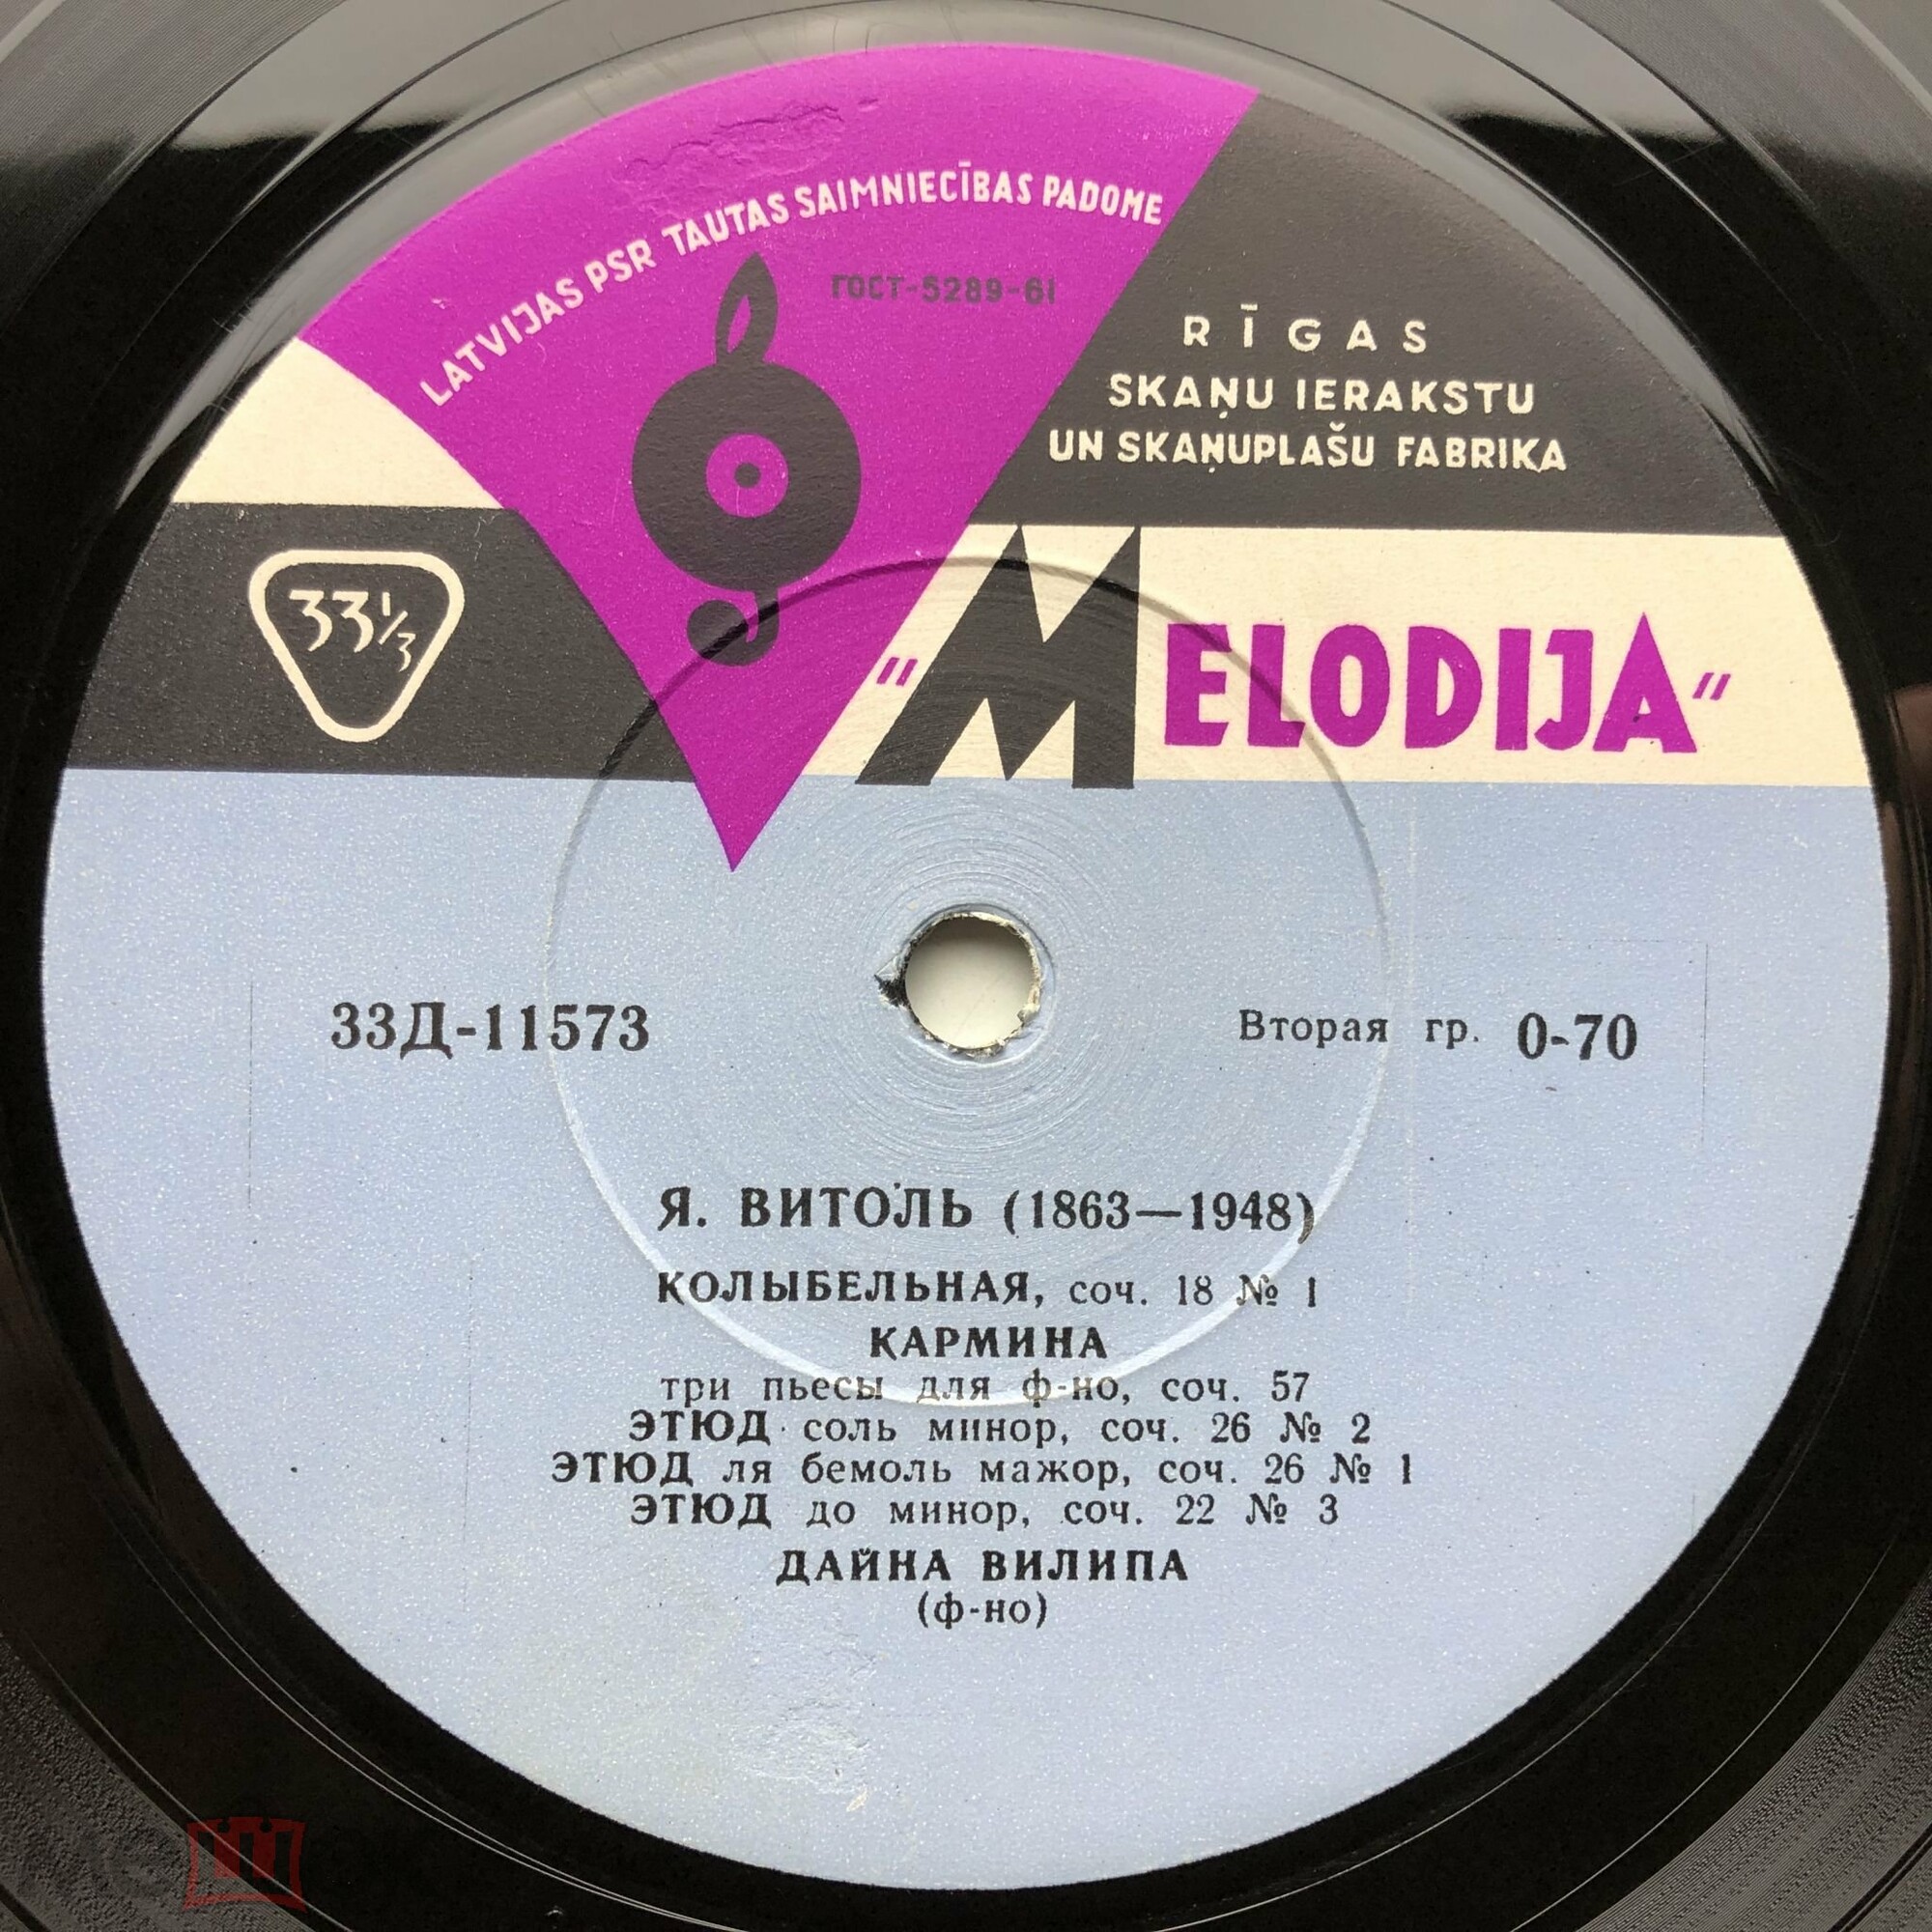 LATVIJAS PSR TAUTAS SAIMNIECĪBAS PADOME
ГОСТ-5289-61
RĪGAS
SKAŅU IERAKSTU
UN SKAŅUPLAŠU FABRIKA
33⅓
"MELODIJA"
33Д-11573
Вторая гр. 0-70
Я. ВИТОЛЬ (1863—1948)
КОЛЫБЕЛЬНАЯ, соч. 18 № 1
КАРМИНА
три пьесы для ф-но, соч. 57
ЭТЮД соль минор, соч. 26 № 2
ЭТЮД ля бемоль мажор, соч. 26 № 1
ЭТЮД до минор, соч. 22 № 3
ДАЙНА ВИЛИПА
(ф-но)